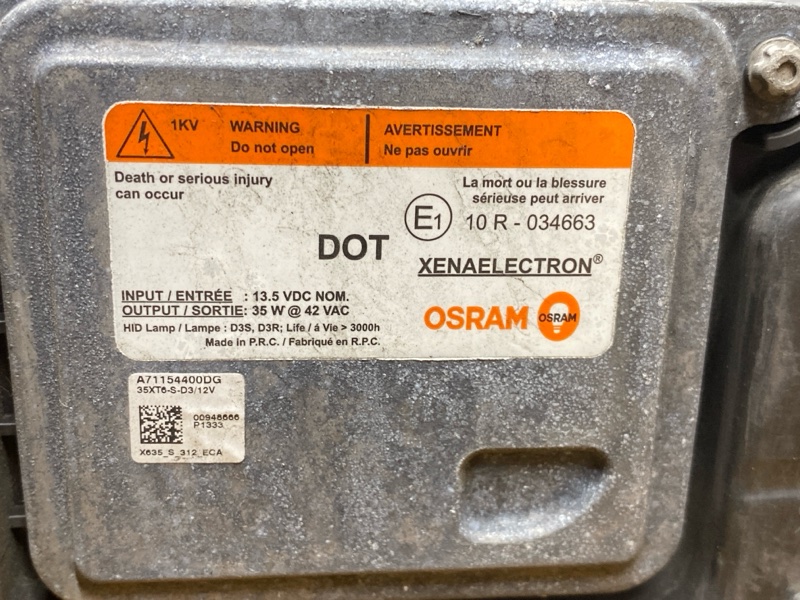 1KV WARNING AVERTISSEMENT
Do not open Ne pas ouvrir
Death or serious injury
can occur
La mort ou la blessure
sérieuse peut arriver
E1 10 R - 034663
DOT
XENAELECTRON®
INPUT / ENTRÉE : 13.5 VDC NOM.
OUTPUT / SORTIE: 35 W @ 42 VAC
HID Lamp / Lampe : D3S, D3R; Life / á Vie > 3000h
Made in P.R.C. / Fabriqué en R.P.C.
OSRAM OSRAM
A71154400DG
35XT6-S-D3/12V
00946666
P1333
X635_S_312_ECA